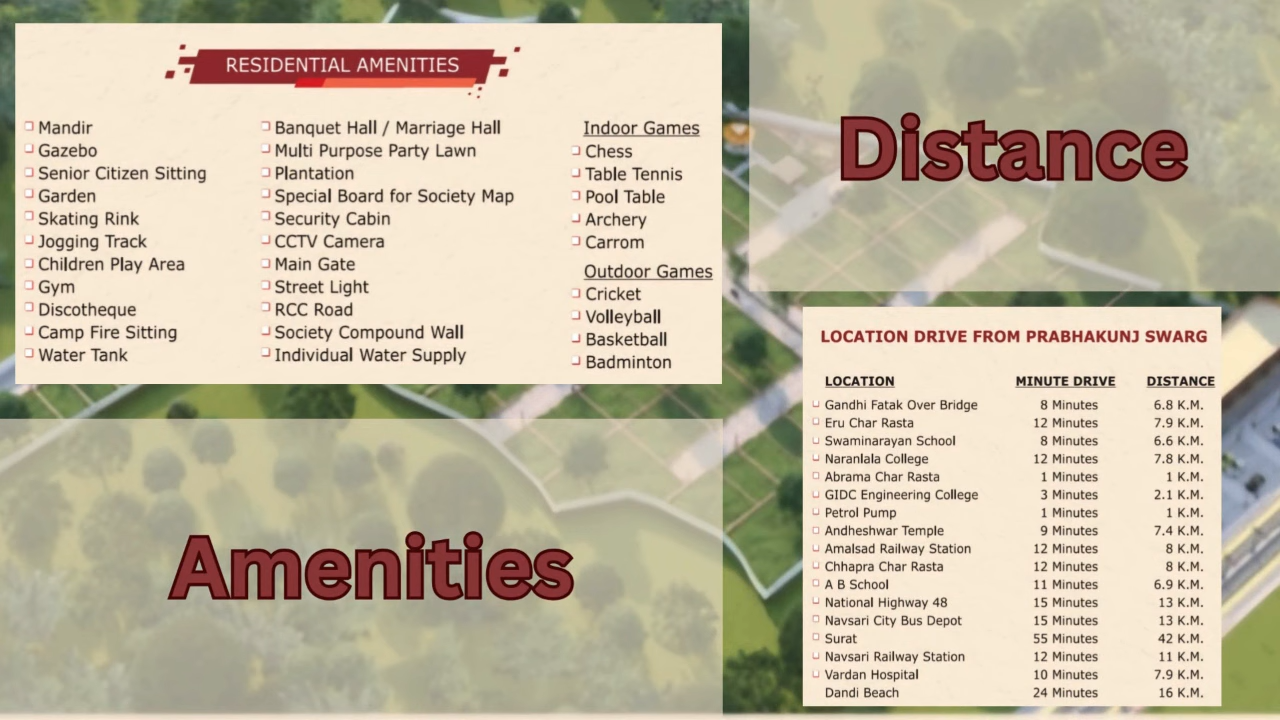 RESIDENTIAL AMENITIES
Mandir
Gazebo
Senior Citizen Sitting
Garden
Skating Rink
Jogging Track
Children Play Area
Gym
Discotheque
Camp Fire Sitting
Water Tank
Banquet Hall / Marriage Hall
Multi Purpose Party Lawn
Plantation
Special Board for Society Map
Security Cabin
CCTV Camera
Main Gate
Street Light
RCC Road
Society Compound Wall
Individual Water Supply
Indoor Games
Chess
Table Tennis
Pool Table
Archery
Carrom
Outdoor Games
Cricket
Volleyball
Basketball
Badminton
Distance
Amenities
LOCATION DRIVE FROM PRABHAKUNJ SWARG
LOCATION MINUTE DRIVE DISTANCE
Gandhi Fatak Over Bridge 8 Minutes 6.8 K.M.
Eru Char Rasta 12 Minutes 7.9 K.M.
Swaminarayan School 8 Minutes 6.6 K.M.
Naranlala College 12 Minutes 7.8 K.M.
Abrama Char Rasta 1 Minutes 1 K.M.
GIDC Engineering College 3 Minutes 2.1 K.M.
Petrol Pump 1 Minutes 1 K.M.
Andheshwar Temple 9 Minutes 7.4 K.M.
Amalsad Railway Station 12 Minutes 8 K.M.
Chhapra Char Rasta 12 Minutes 8 K.M.
A B School 11 Minutes 6.9 K.M.
National Highway 48 15 Minutes 13 K.M.
Navsari City Bus Depot 15 Minutes 13 K.M.
Surat 55 Minutes 42 K.M.
Navsari Railway Station 12 Minutes 11 K.M.
Vardan Hospital 10 Minutes 7.9 K.M.
Dandi Beach 24 Minutes 16 K.M.